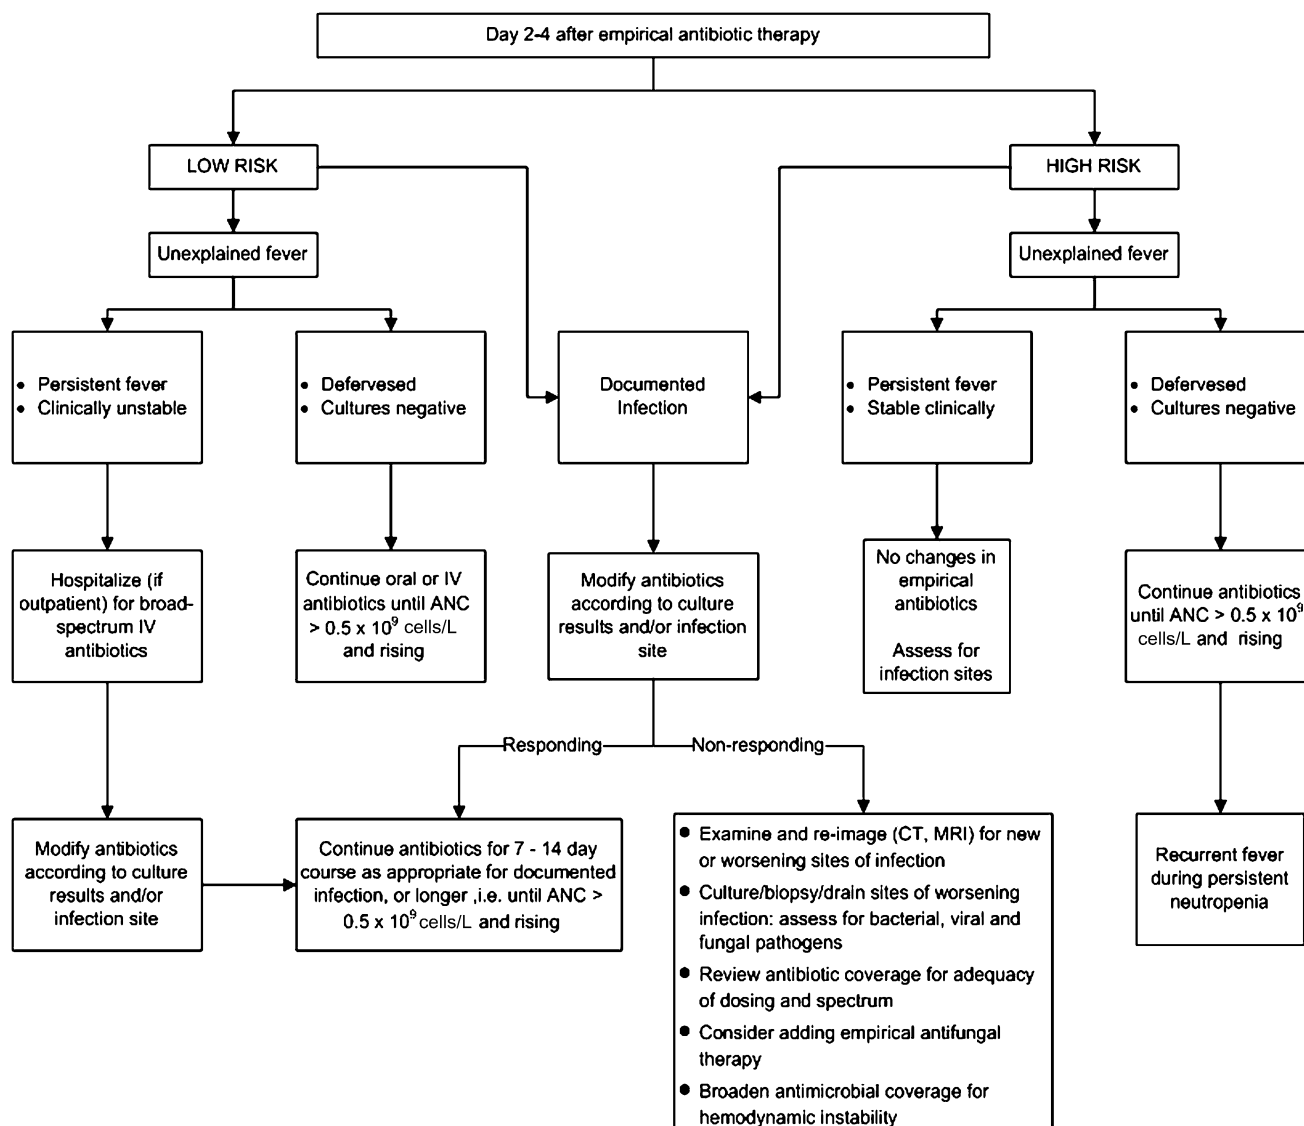 Day 2-4 after empirical antibiotic therapy
LOW RISK
HIGH RISK
Unexplained fever
Unexplained fever
• Persistent fever
• Clinically unstable
• Defervesed
• Cultures negative
Documented
Infection
• Persistent fever
• Stable clinically
• Defervesed
• Cultures negative
Hospitalize (if
outpatient) for broad-
spectrum IV
antibiotics
Continue oral or IV
antibiotics until ANC
> 0.5 x 10⁹ cells/L
and rising
Modify antibiotics
according to culture
results and/or infection
site
No changes in
empirical
antibiotics
Assess for
infection sites
Continue antibiotics
until ANC > 0.5 x 10⁹
cells/L and rising
Responding
Non-responding
Modify antibiotics
according to culture
results and/or
infection site
Continue antibiotics for 7 - 14 day
course as appropriate for documented
infection, or longer ,i.e. until ANC >
0.5 x 10⁹ cells/L and rising
• Examine and re-image (CT, MRI) for new
or worsening sites of infection
• Culture/biopsy/drain sites of worsening
infection: assess for bacterial, viral and
fungal pathogens
• Review antibiotic coverage for adequacy
of dosing and spectrum
• Consider adding empirical antifungal
therapy
• Broaden antimicrobial coverage for
hemodynamic instability
Recurrent fever
during persistent
neutropenia